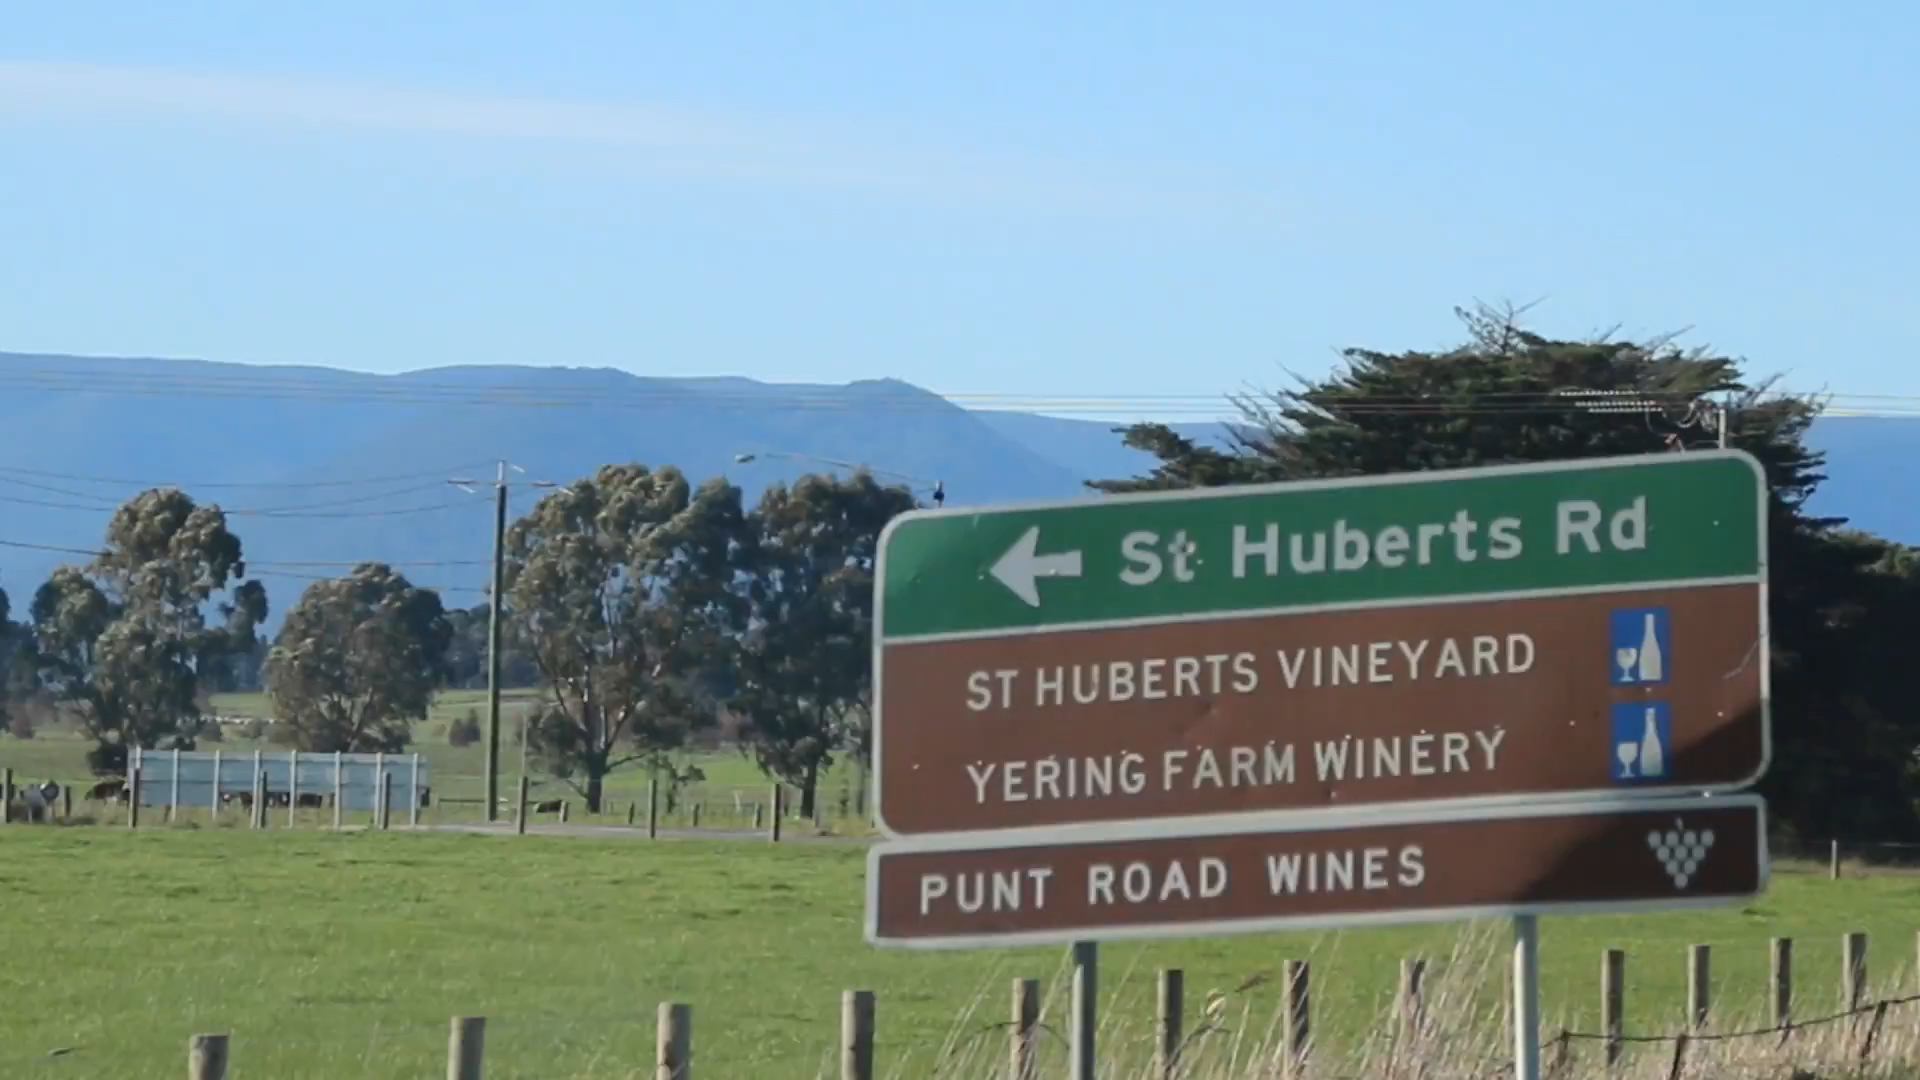 St Huberts Rd
ST HUBERTS VINEYARD
YERING FARM WINERY
PUNT ROAD WINES